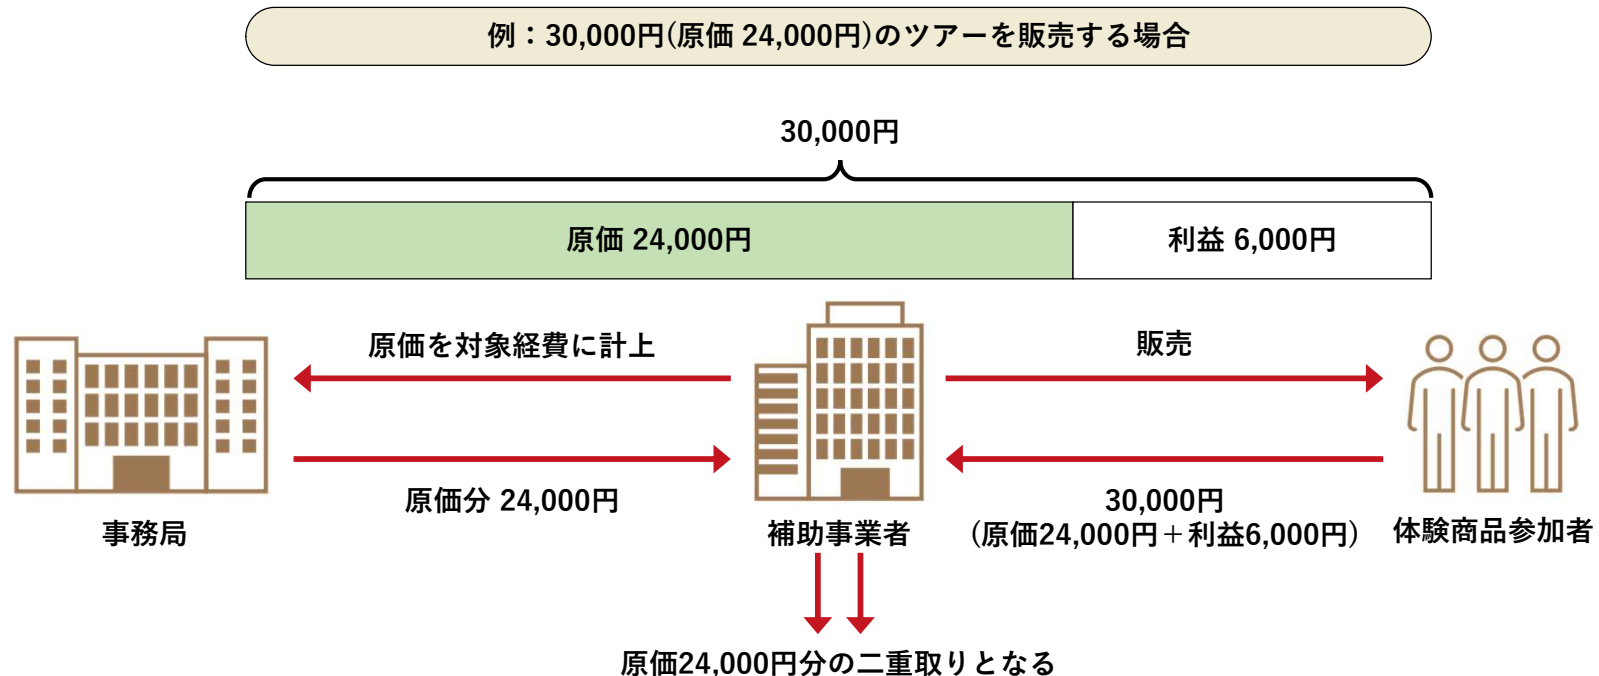 例：30,000円(原価 24,000円)のツアーを販売する場合
30,000円
原価 24,000円
利益 6,000円
原価を対象経費に計上
販売
原価分 24,000円
30,000円
(原価24,000円＋利益6,000円)
事務局
補助事業者
体験商品参加者
原価24,000円分の二重取りとなる